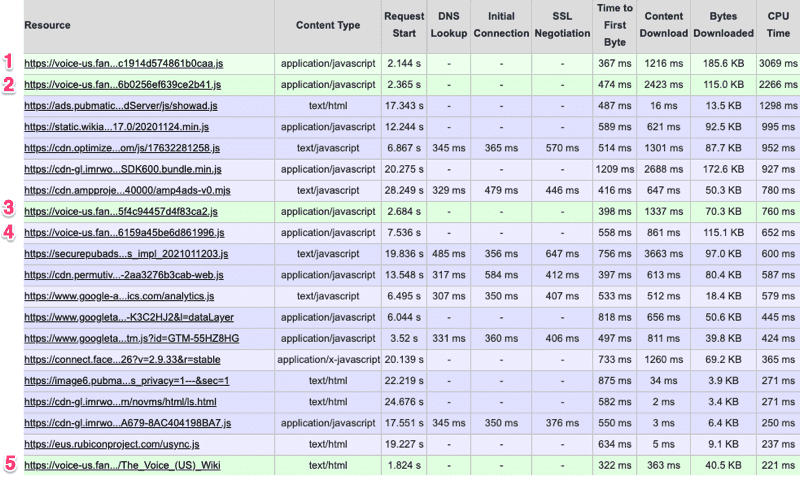 Resource Content Type Request Start DNS Lookup Initial Connection SSL Negotiation Time to First Byte Content Download Bytes Downloaded CPU Time
1 https://voice-us.fan...c1914d574861b0caa.js application/javascript 2.144 s - - - 367 ms 1216 ms 185.6 KB 3069 ms
2 https://voice-us.fan...6b0256ef639ce2b41.js application/javascript 2.365 s - - - 474 ms 2423 ms 115.0 KB 2266 ms
https://ads.pubmatic...dServer/js/showad.js text/html 17.343 s - - - 487 ms 16 ms 13.5 KB 1298 ms
https://static.wikia...17.0/20201124.min.js application/javascript 12.244 s - - - 589 ms 621 ms 92.5 KB 995 ms
https://cdn.optimize...om/js/17632281258.js text/javascript 6.867 s 345 ms 365 ms 570 ms 514 ms 1301 ms 87.7 KB 952 ms
https://cdn-gl.imrwo...SDK600.bundle.min.js application/javascript 20.275 s - - - 1209 ms 2688 ms 172.6 KB 927 ms
https://cdn.ampproje...40000/amp4ads-v0.mjs text/javascript 28.249 s 329 ms 479 ms 446 ms 416 ms 647 ms 50.3 KB 780 ms
3 https://voice-us.fan...5f4c94457d4f83ca2.js application/javascript 2.684 s - - - 398 ms 1337 ms 70.3 KB 760 ms
4 https://voice-us.fan...6159a45be6d861996.js application/javascript 7.536 s - - - 558 ms 861 ms 115.1 KB 652 ms
https://securepubads...s_impl_2021011203.js text/javascript 19.836 s 485 ms 356 ms 647 ms 756 ms 3663 ms 97.0 KB 600 ms
https://cdn.permutiv...-2aa3276b3cab-web.js application/javascript 13.548 s 317 ms 584 ms 412 ms 397 ms 613 ms 80.4 KB 587 ms
https://www.google-a...ics.com/analytics.js text/javascript 6.495 s 307 ms 350 ms 407 ms 533 ms 512 ms 18.4 KB 579 ms
https://www.googleta...-K3C2HJ2&l=dataLayer application/javascript 6.044 s - - - 818 ms 656 ms 50.6 KB 445 ms
https://www.googleta...tm.js?id=GTM-55HZ8HG application/javascript 3.52 s 331 ms 360 ms 406 ms 497 ms 811 ms 39.8 KB 424 ms
https://connect.face...26?v=2.9.33&r=stable application/x-javascript 20.139 s - - - 733 ms 1260 ms 69.2 KB 365 ms
https://image6.pubma...s_privacy=1---&sec=1 text/html 22.219 s - - - 875 ms 34 ms 3.9 KB 271 ms
https://cdn-gl.imrwo...rn/novms/html/ls.html text/html 24.676 s - - - 582 ms 2 ms 3.4 KB 271 ms
https://cdn-gl.imrwo...A679-8AC404198BA7.js application/javascript 17.551 s 345 ms 350 ms 376 ms 550 ms 3 ms 6.4 KB 250 ms
https://eus.rubiconproject.com/usync.js text/html 19.227 s - - - 634 ms 5 ms 9.1 KB 237 ms
5 https://voice-us.fan.../The_Voice_(US)_Wiki text/html 1.824 s - - - 322 ms 363 ms 40.5 KB 221 ms